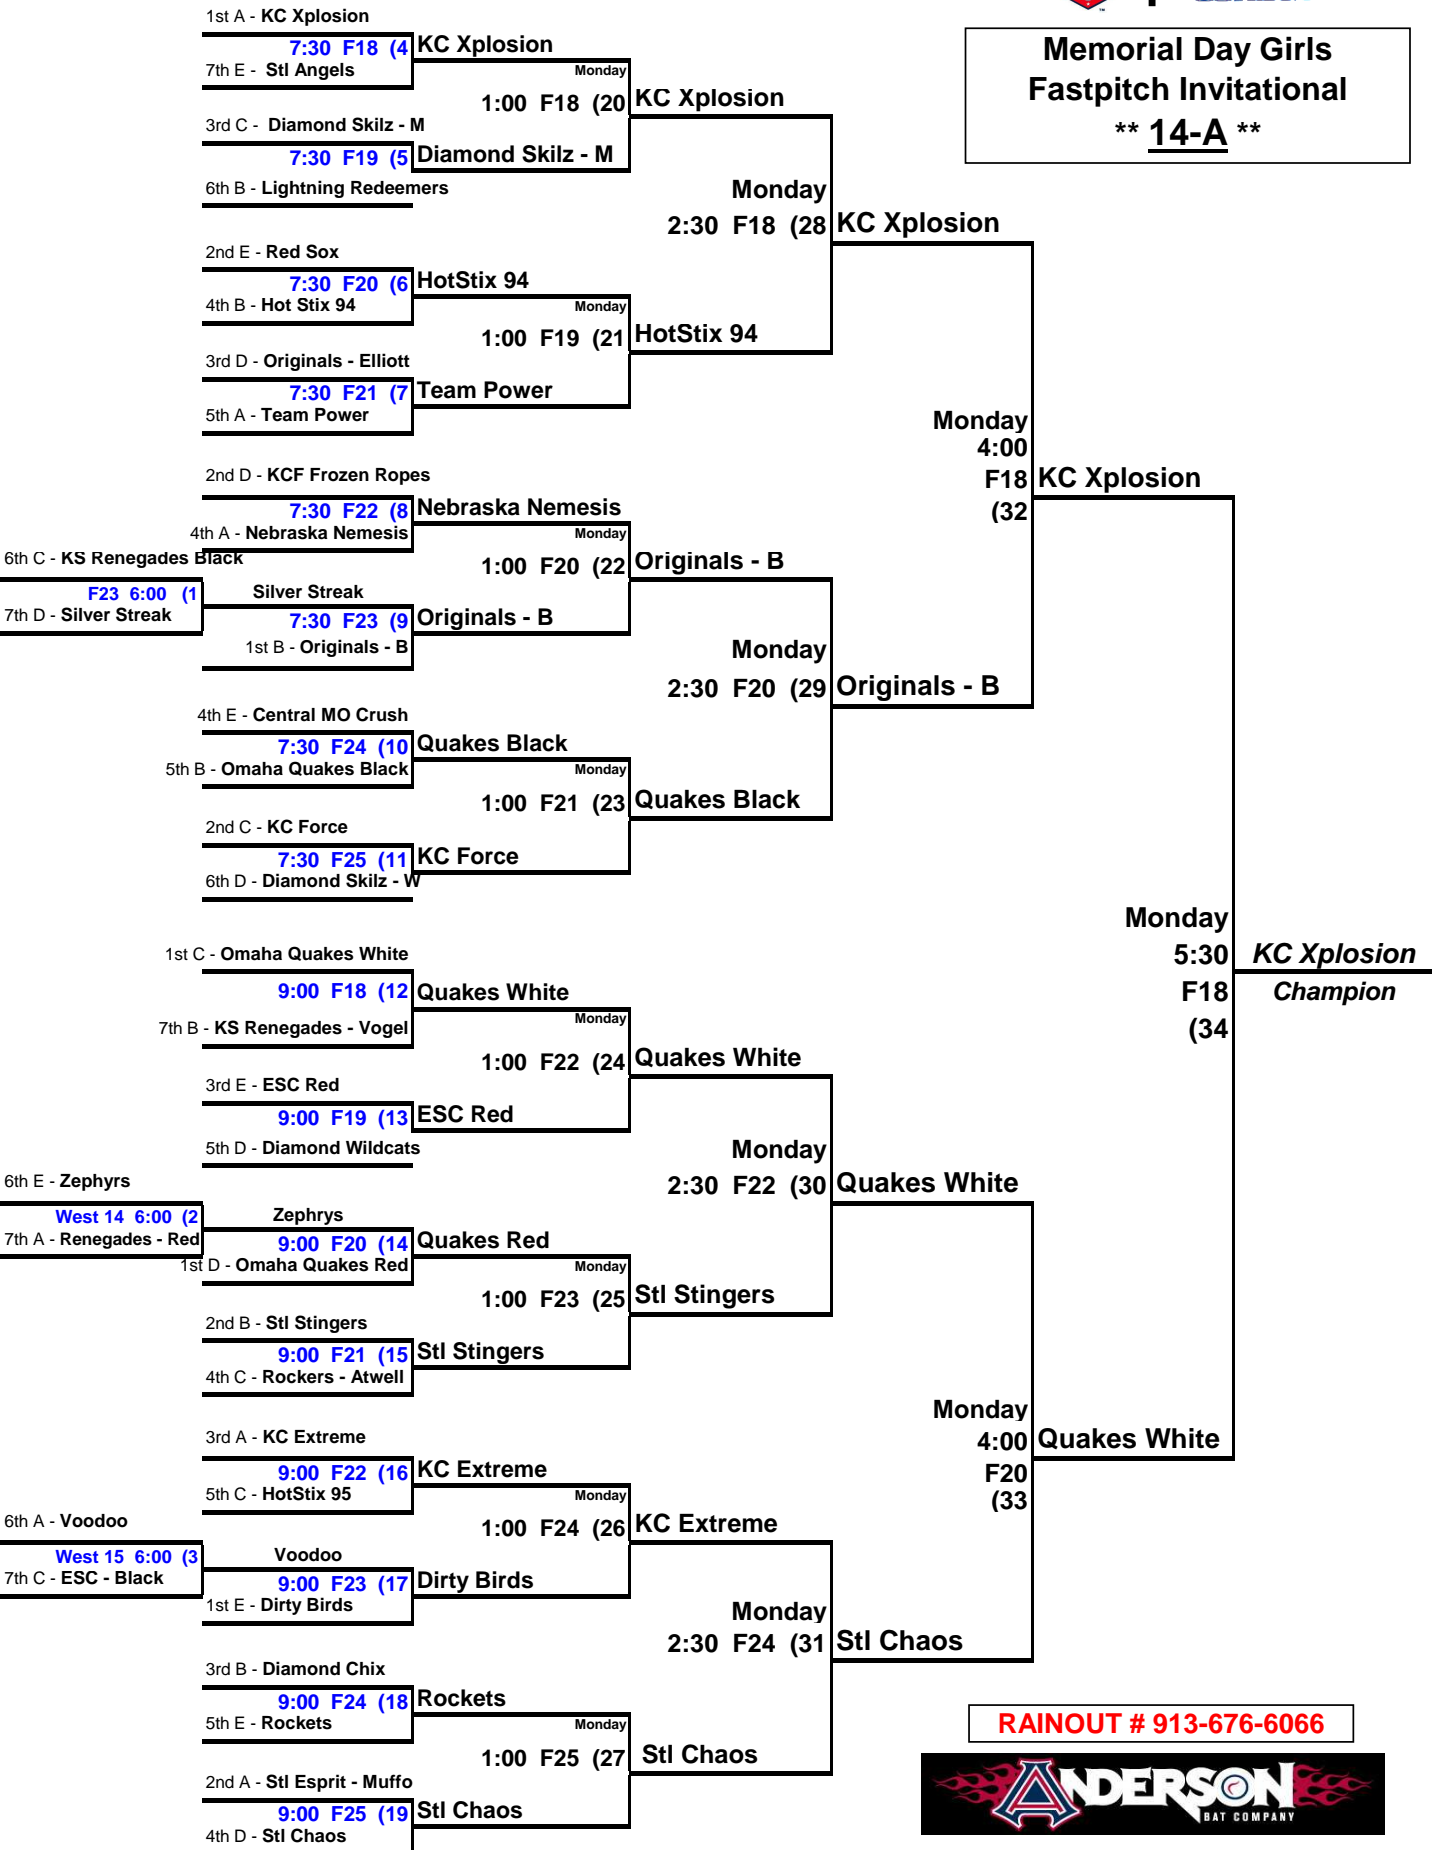 Memorial Day Girls
Fastpitch Invitational
** 14-A **
1st A - KC Xplosion
7:30 F18 (4
KC Xplosion
7th E - Stl Angels
Monday
1:00 F18 (20
KC Xplosion
3rd C - Diamond Skilz - M
7:30 F19 (5
Diamond Skilz - M
6th B - Lightning Redeemers
Monday
2:30 F18 (28
KC Xplosion
2nd E - Red Sox
7:30 F20 (6
HotStix 94
4th B - Hot Stix 94
Monday
1:00 F19 (21
HotStix 94
3rd D - Originals - Elliott
7:30 F21 (7
Team Power
5th A - Team Power
Monday
4:00
F18
(32
KC Xplosion
2nd D - KCF Frozen Ropes
7:30 F22 (8
Nebraska Nemesis
4th A - Nebraska Nemesis
Monday
1:00 F20 (22
Originals - B
6th C - KS Renegades Black
F23 6:00 (1
7th D - Silver Streak
Silver Streak
7:30 F23 (9
Originals - B
1st B - Originals - B
Monday
2:30 F20 (29
Originals - B
4th E - Central MO Crush
7:30 F24 (10
Quakes Black
5th B - Omaha Quakes Black
Monday
1:00 F21 (23
Quakes Black
2nd C - KC Force
7:30 F25 (11
KC Force
6th D - Diamond Skilz - W
Monday
5:30
F18
(34
KC Xplosion
Champion
1st C - Omaha Quakes White
9:00 F18 (12
Quakes White
7th B - KS Renegades - Vogel
Monday
1:00 F22 (24
Quakes White
3rd E - ESC Red
9:00 F19 (13
ESC Red
5th D - Diamond Wildcats
Monday
2:30 F22 (30
Quakes White
6th E - Zephyrs
West 14 6:00 (2
7th A - Renegades - Red
Zephrys
9:00 F20 (14
Quakes Red
1st D - Omaha Quakes Red
Monday
1:00 F23 (25
Stl Stingers
2nd B - Stl Stingers
9:00 F21 (15
Stl Stingers
4th C - Rockers - Atwell
Monday
4:00
F20
(33
Quakes White
3rd A - KC Extreme
9:00 F22 (16
KC Extreme
5th C - HotStix 95
Monday
1:00 F24 (26
KC Extreme
6th A - Voodoo
West 15 6:00 (3
7th C - ESC - Black
Voodoo
9:00 F23 (17
Dirty Birds
1st E - Dirty Birds
Monday
2:30 F24 (31
Stl Chaos
3rd B - Diamond Chix
9:00 F24 (18
Rockets
5th E - Rockets
Monday
1:00 F25 (27
Stl Chaos
2nd A - Stl Esprit - Muffo
9:00 F25 (19
Stl Chaos
4th D - Stl Chaos
RAINOUT # 913-676-6066
ANDERSON
BAT COMPANY